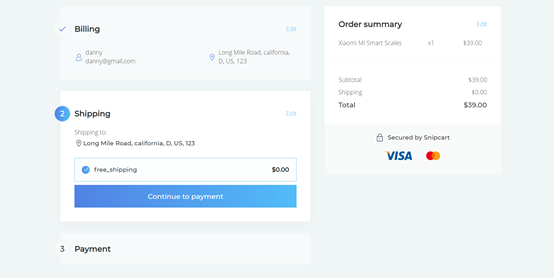 Billing
Edit
danny
danny@gmail.com
Long Mile Road, california,
D, US, 123
2
Shipping
Edit
Shipping to:
Long Mile Road, california, D, US, 123
free_shipping
$0.00
Continue to payment
3
Payment
Order summary
Edit
Xiaomi Mi Smart Scales
x1
$39.00
Subtotal
$39.00
Shipping
$0.00
Total
$39.00
Secured by Snipcart
VISA